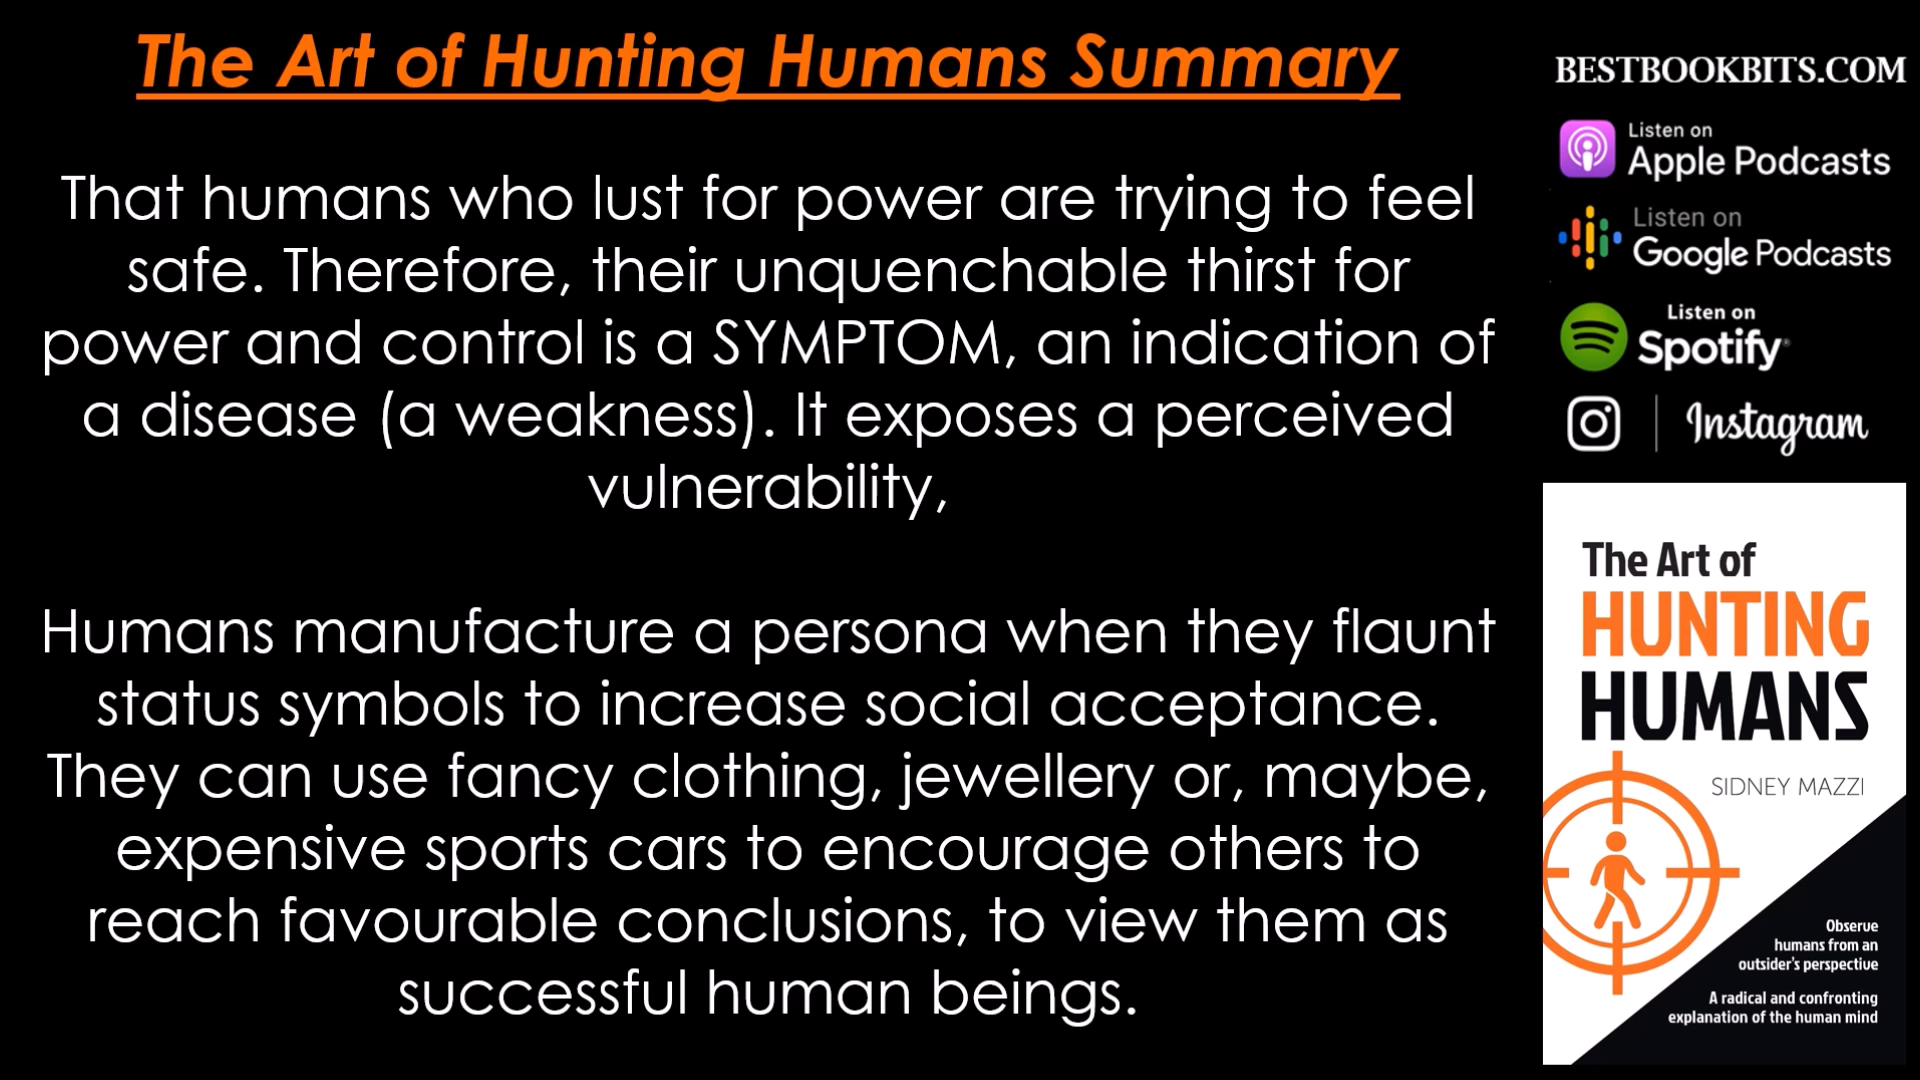 The Art of Hunting Humans Summary
That humans who lust for power are trying to feel
safe. Therefore, their unquenchable thirst for
power and control is a SYMPTOM, an indication of
a disease (a weakness). It exposes a perceived
vulnerability,
Humans manufacture a persona when they flaunt
status symbols to increase social acceptance.
They can use fancy clothing, jewellery or, maybe,
expensive sports cars to encourage others to
reach favourable conclusions, to view them as
successful human beings.
BESTBOOKBITS.COM
Listen on
Apple Podcasts
Listen on
Google Podcasts
Listen on
Spotify
Instagram
The Art of
HUNTING
HUMANS
SIDNEY MAZZI
Observe
humans from an
outsider's perspective
A radical and confronting
explanation of the human mind